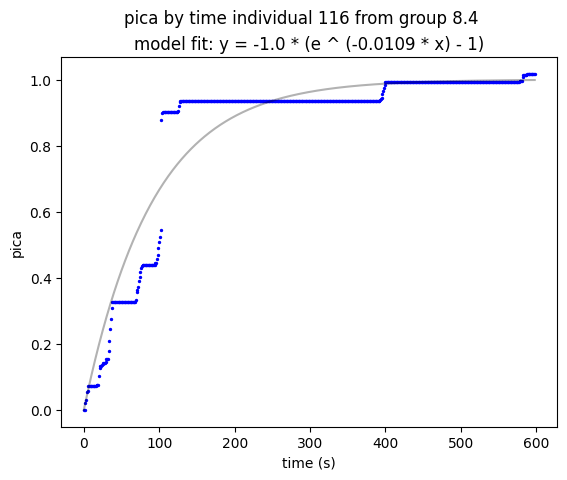 pica by time individual 116 from group 8.4
model fit: y = -1.0 * (e ^ (-0.0109 * x) - 1)
1.0
0.8
0.6
0.4
0.2
0.0
pica
0 100 200 300 400 500 600
time (s)